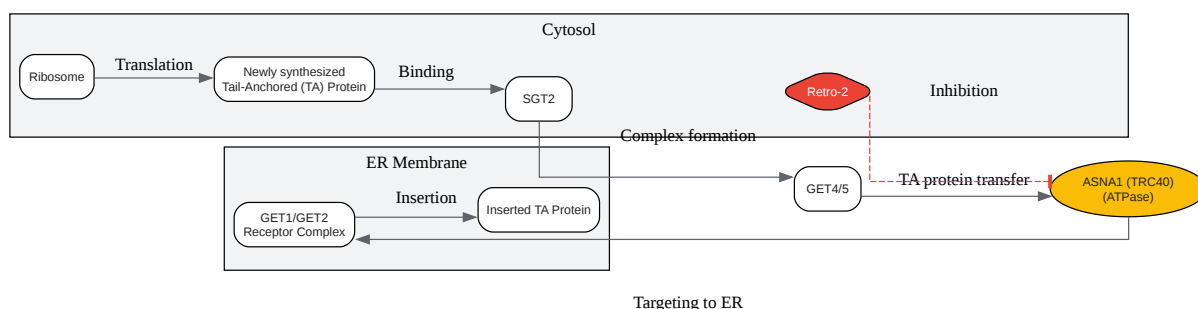 Cytosol
Ribosome
Translation
Newly synthesized
Tail-Anchored (TA) Protein
Binding
SGT2
Retro-2
Inhibition
Complex formation
ER Membrane
GET1/GET2
Receptor Complex
Insertion
Inserted TA Protein
GET4/5
TA protein transfer
ASNA1 (TRC40)
(ATPase)
Targeting to ER